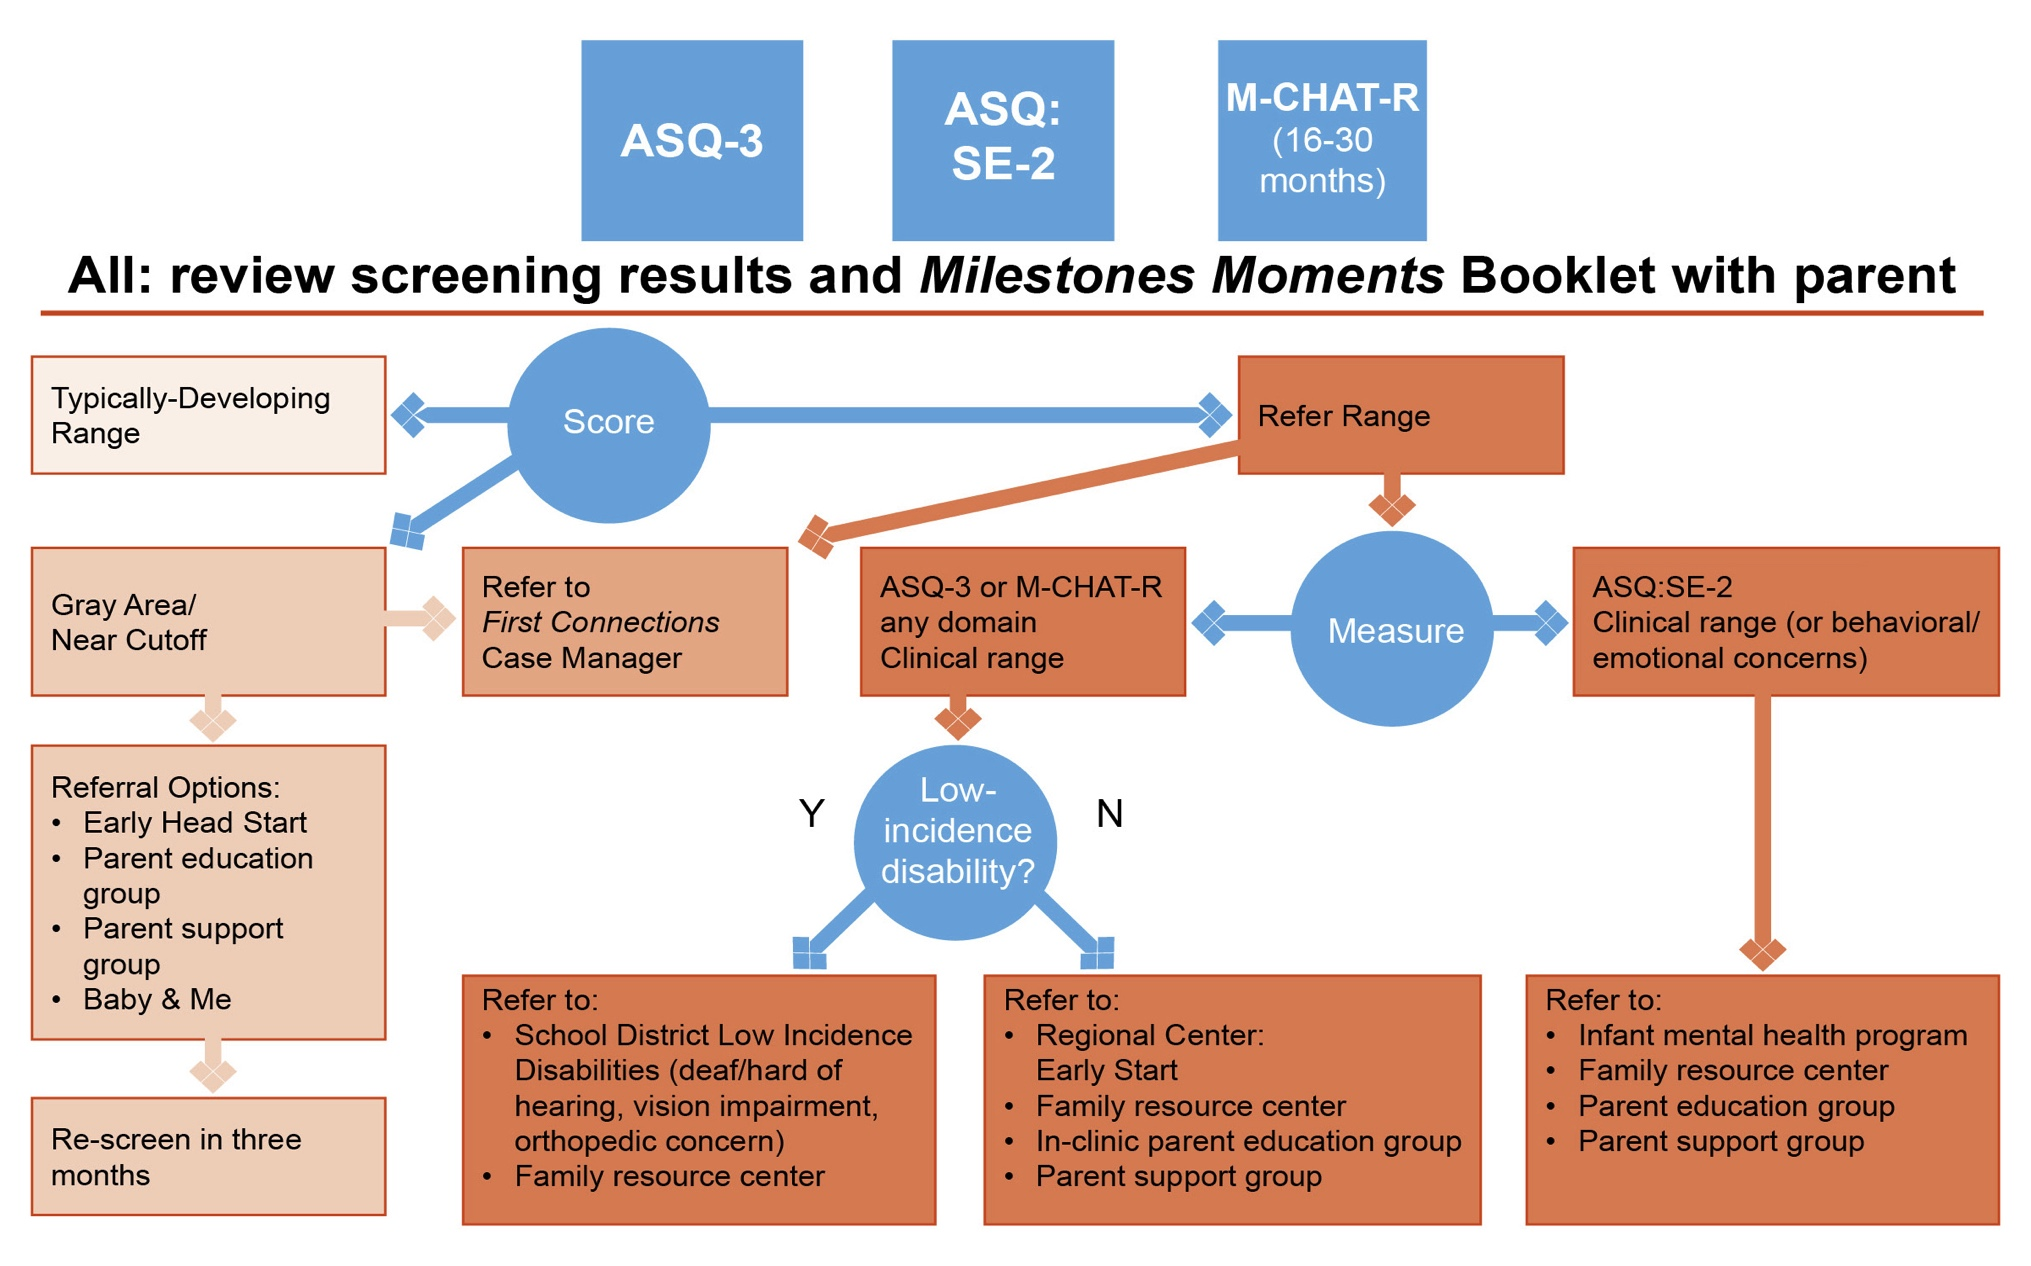 ASQ-3
ASQ:
SE-2
M-CHAT-R
(16-30
months)
All: review screening results and Milestones Moments Booklet with parent
Typically-Developing
Range
Score
Refer Range
Gray Area/
Near Cutoff
Refer to
First Connections
Case Manager
ASQ-3 or M-CHAT-R
any domain
Clinical range
Measure
ASQ:SE-2
Clinical range (or behavioral/
emotional concerns)
Referral Options:
• Early Head Start
• Parent education
group
• Parent support
group
• Baby & Me
Y
Low-
incidence
disability?
N
Re-screen in three
months
Refer to:
• School District Low Incidence
Disabilities (deaf/hard of
hearing, vision impairment,
orthopedic concern)
• Family resource center
Refer to:
• Regional Center:
Early Start
• Family resource center
• In-clinic parent education group
• Parent support group
Refer to:
• Infant mental health program
• Family resource center
• Parent education group
• Parent support group